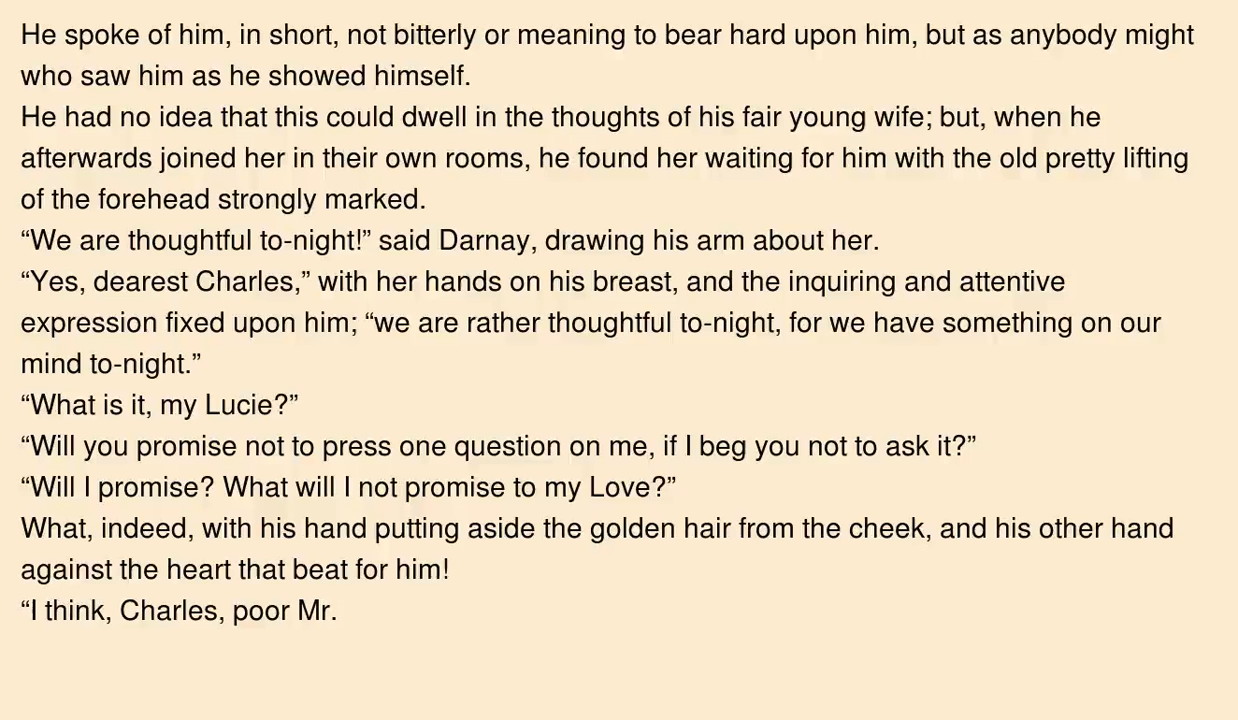 He spoke of him, in short, not bitterly or meaning to bear hard upon him, but as anybody might
who saw him as he showed himself.
He had no idea that this could dwell in the thoughts of his fair young wife; but, when he
afterwards joined her in their own rooms, he found her waiting for him with the old pretty lifting
of the forehead strongly marked.
“We are thoughtful to-night!” said Darnay, drawing his arm about her.
“Yes, dearest Charles,” with her hands on his breast, and the inquiring and attentive
expression fixed upon him; “we are rather thoughtful to-night, for we have something on our
mind to-night.”
“What is it, my Lucie?”
“Will you promise not to press one question on me, if I beg you not to ask it?”
“Will I promise? What will I not promise to my Love?”
What, indeed, with his hand putting aside the golden hair from the cheek, and his other hand
against the heart that beat for him!
“I think, Charles, poor Mr.